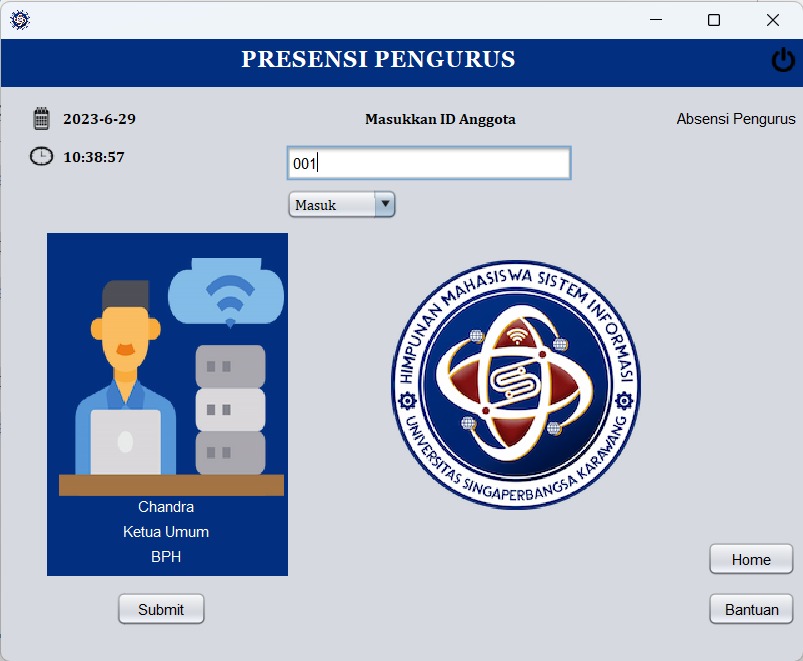 PRESENSI PENGURUS
2023-6-29
Masukkan ID Anggota
Absensi Pengurus
10:38:57
001
Masuk
HIMPUNAN MAHASISWA SISTEM INFORMASI
UNIVERSITAS SINGAPERBANGSA KARAWANG
Chandra
Ketua Umum
BPH
Home
Submit
Bantuan